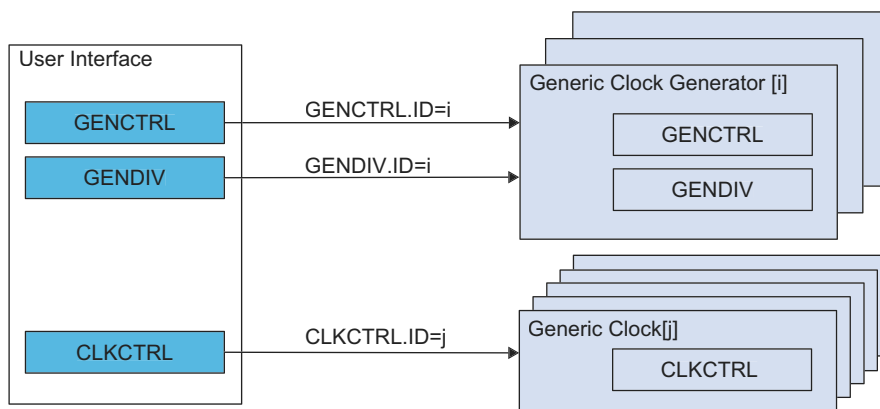 User Interface
GENCTRL
GENDIV
CLKCTRL
GENCTRL.ID=i
GENDIV.ID=i
CLKCTRL.ID=j
Generic Clock Generator [i]
GENCTRL
GENDIV
Generic Clock[j]
CLKCTRL